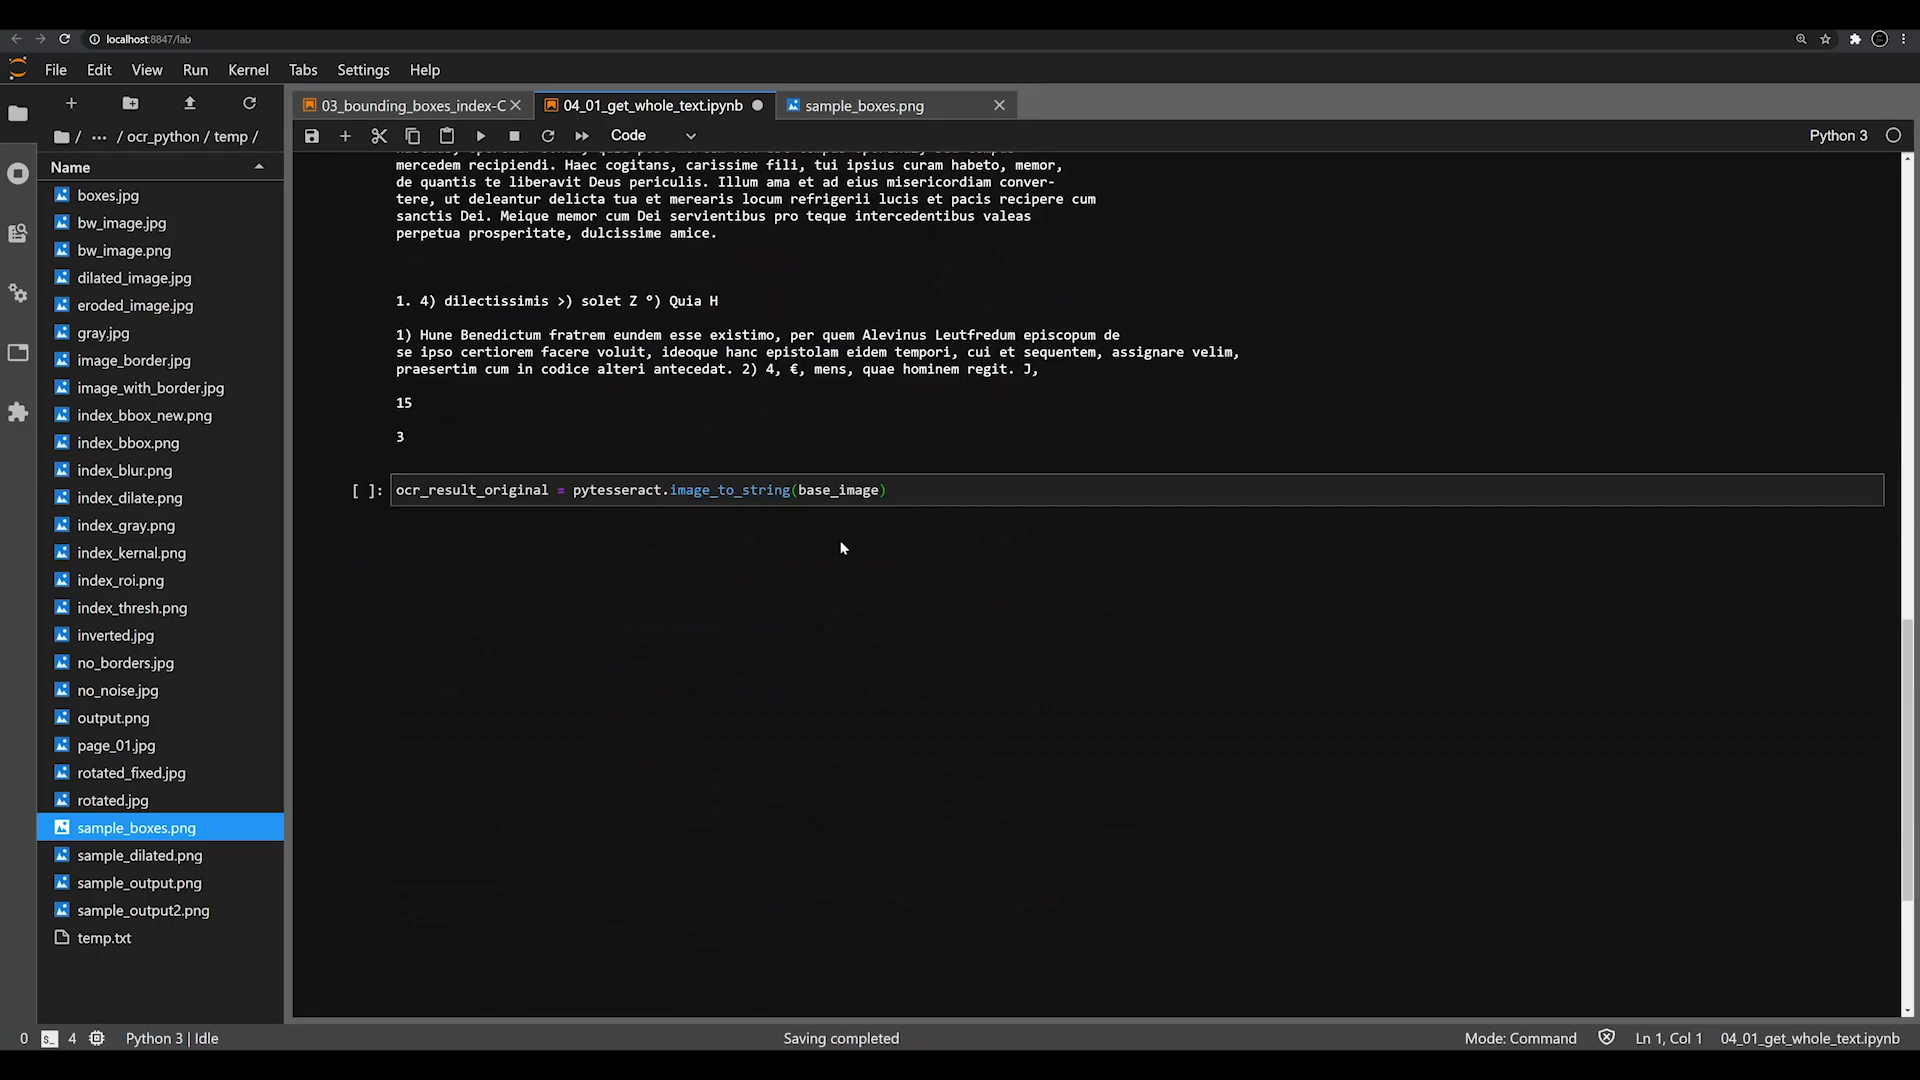 localhost:8847/lab
File Edit View Run Kernel Tabs Settings Help
03_bounding_boxes_index-C
04_01_get_whole_text.ipynb
sample_boxes.png
/ ··· / ocr_python / temp /
Code
Python 3
Name
boxes.jpg
bw_image.jpg
bw_image.png
dilated_image.jpg
eroded_image.jpg
gray.jpg
image_border.jpg
image_with_border.jpg
index_bbox_new.png
index_bbox.png
index_blur.png
index_dilate.png
index_gray.png
index_kernal.png
index_roi.png
index_thresh.png
inverted.jpg
no_borders.jpg
no_noise.jpg
output.png
page_01.jpg
rotated_fixed.jpg
rotated.jpg
sample_boxes.png
sample_dilated.png
sample_output.png
sample_output2.png
temp.txt
mercedem recipiendi. Haec cogitans, carissime fili, tui ipsius curam habeto, memor,
de quantis te liberavit Deus periculis. Illum ama et ad eius misericordiam conver-
tere, ut deleantur delicta tua et merearis locum refrigerii lucis et pacis recipere cum
sanctis Dei. Meique memor cum Dei servientibus pro teque intercedentibus valeas
perpetua prosperitate, dulcissime amice.
1. 4) dilectissimis >) solet Z °) Quia H
1) Hune Benedictum fratrem eundem esse existimo, per quem Alevinus Leutfredum episcopum de
se ipso certiorem facere voluit, ideoque hanc epistolam eidem tempori, cui et sequentem, assignare velim,
praesertim cum in codice alteri antecedat. 2) 4, €, mens, quae hominem regit. J,
15
3
[ ]: ocr_result_original = pytesseract.image_to_string(base_image)
0 4 Python 3 | Idle
Saving completed
Mode: Command Ln 1, Col 1 04_01_get_whole_text.ipynb